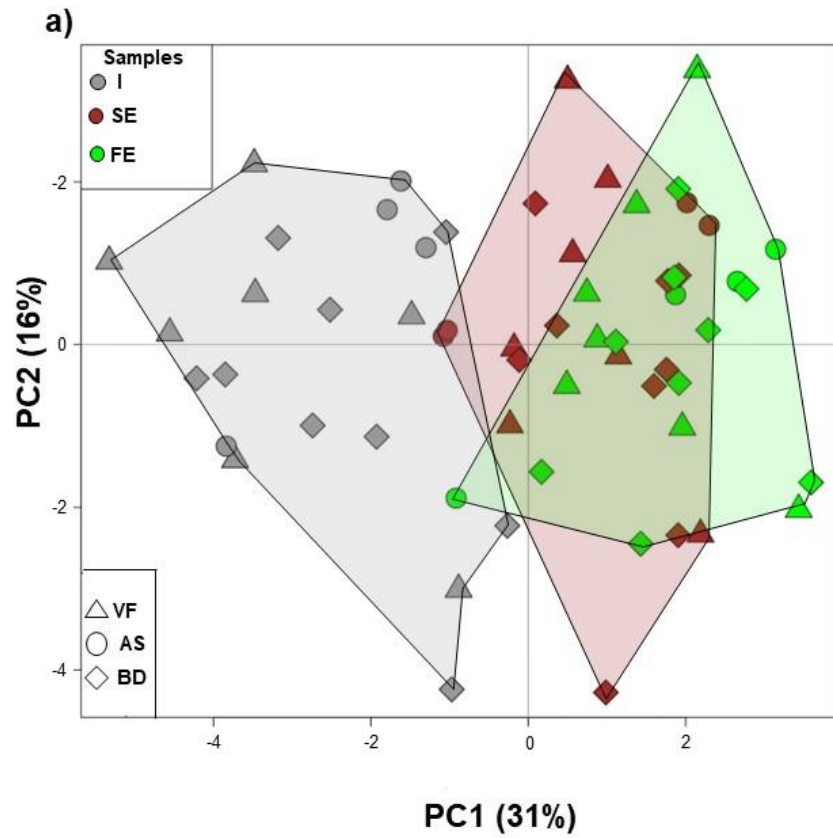 a)
Samples
I
SE
FE
-2
0
-2
-4
PC2 (16%)
VF
AS
BD
-4
-2
0
2
PC1 (31%)